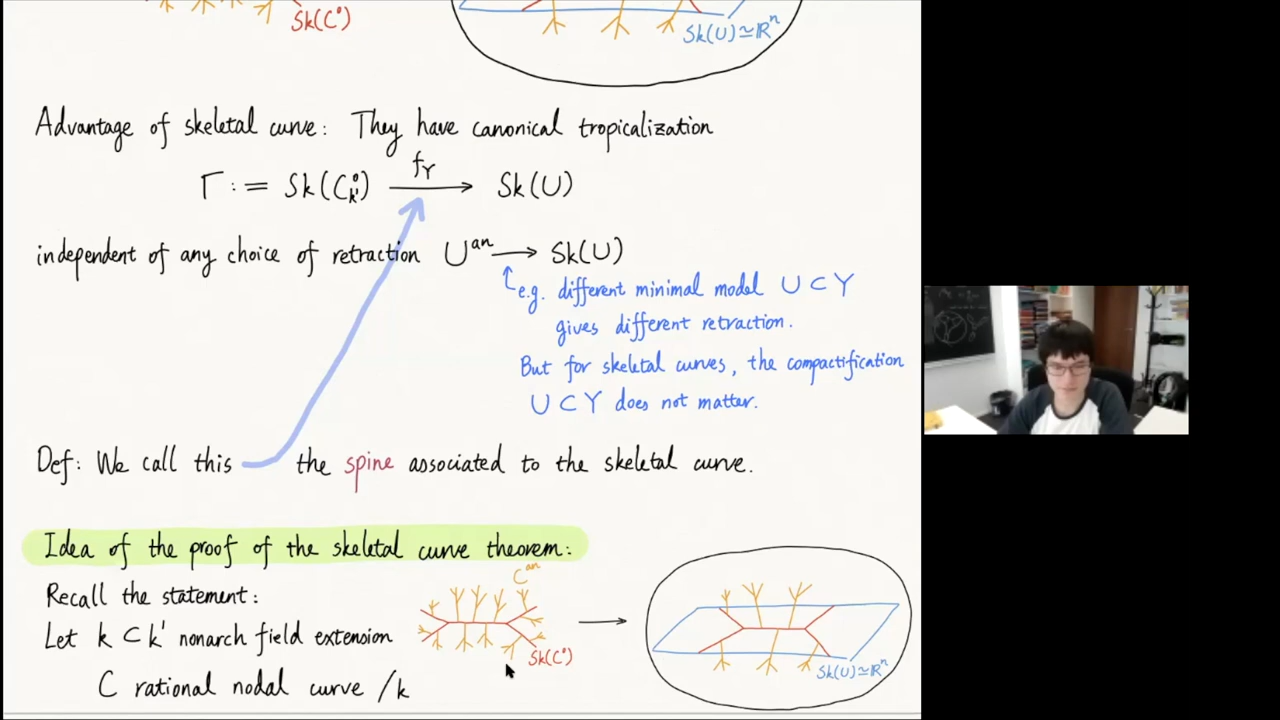 Sk(C°)
Sk(U)≃ℝⁿ
Advantage of skeletal curve: They have canonical tropicalization
Γ := Sk(C°ₖ′) —fγ→ Sk(U)
independent of any choice of retraction Uᵃⁿ → Sk(U)
e.g. different minimal model U ⊂ Y
gives different retraction.
But for skeletal curves, the compactification
U ⊂ Y does not matter.
Def: We call this the spine associated to the skeletal curve.
Idea of the proof of the skeletal curve theorem:
Cᵃⁿ
Recall the statement:
Let k ⊂ k' nonarch field extension
Sk(C°)
Sk(U)≃ℝⁿ
C rational nodal curve /k